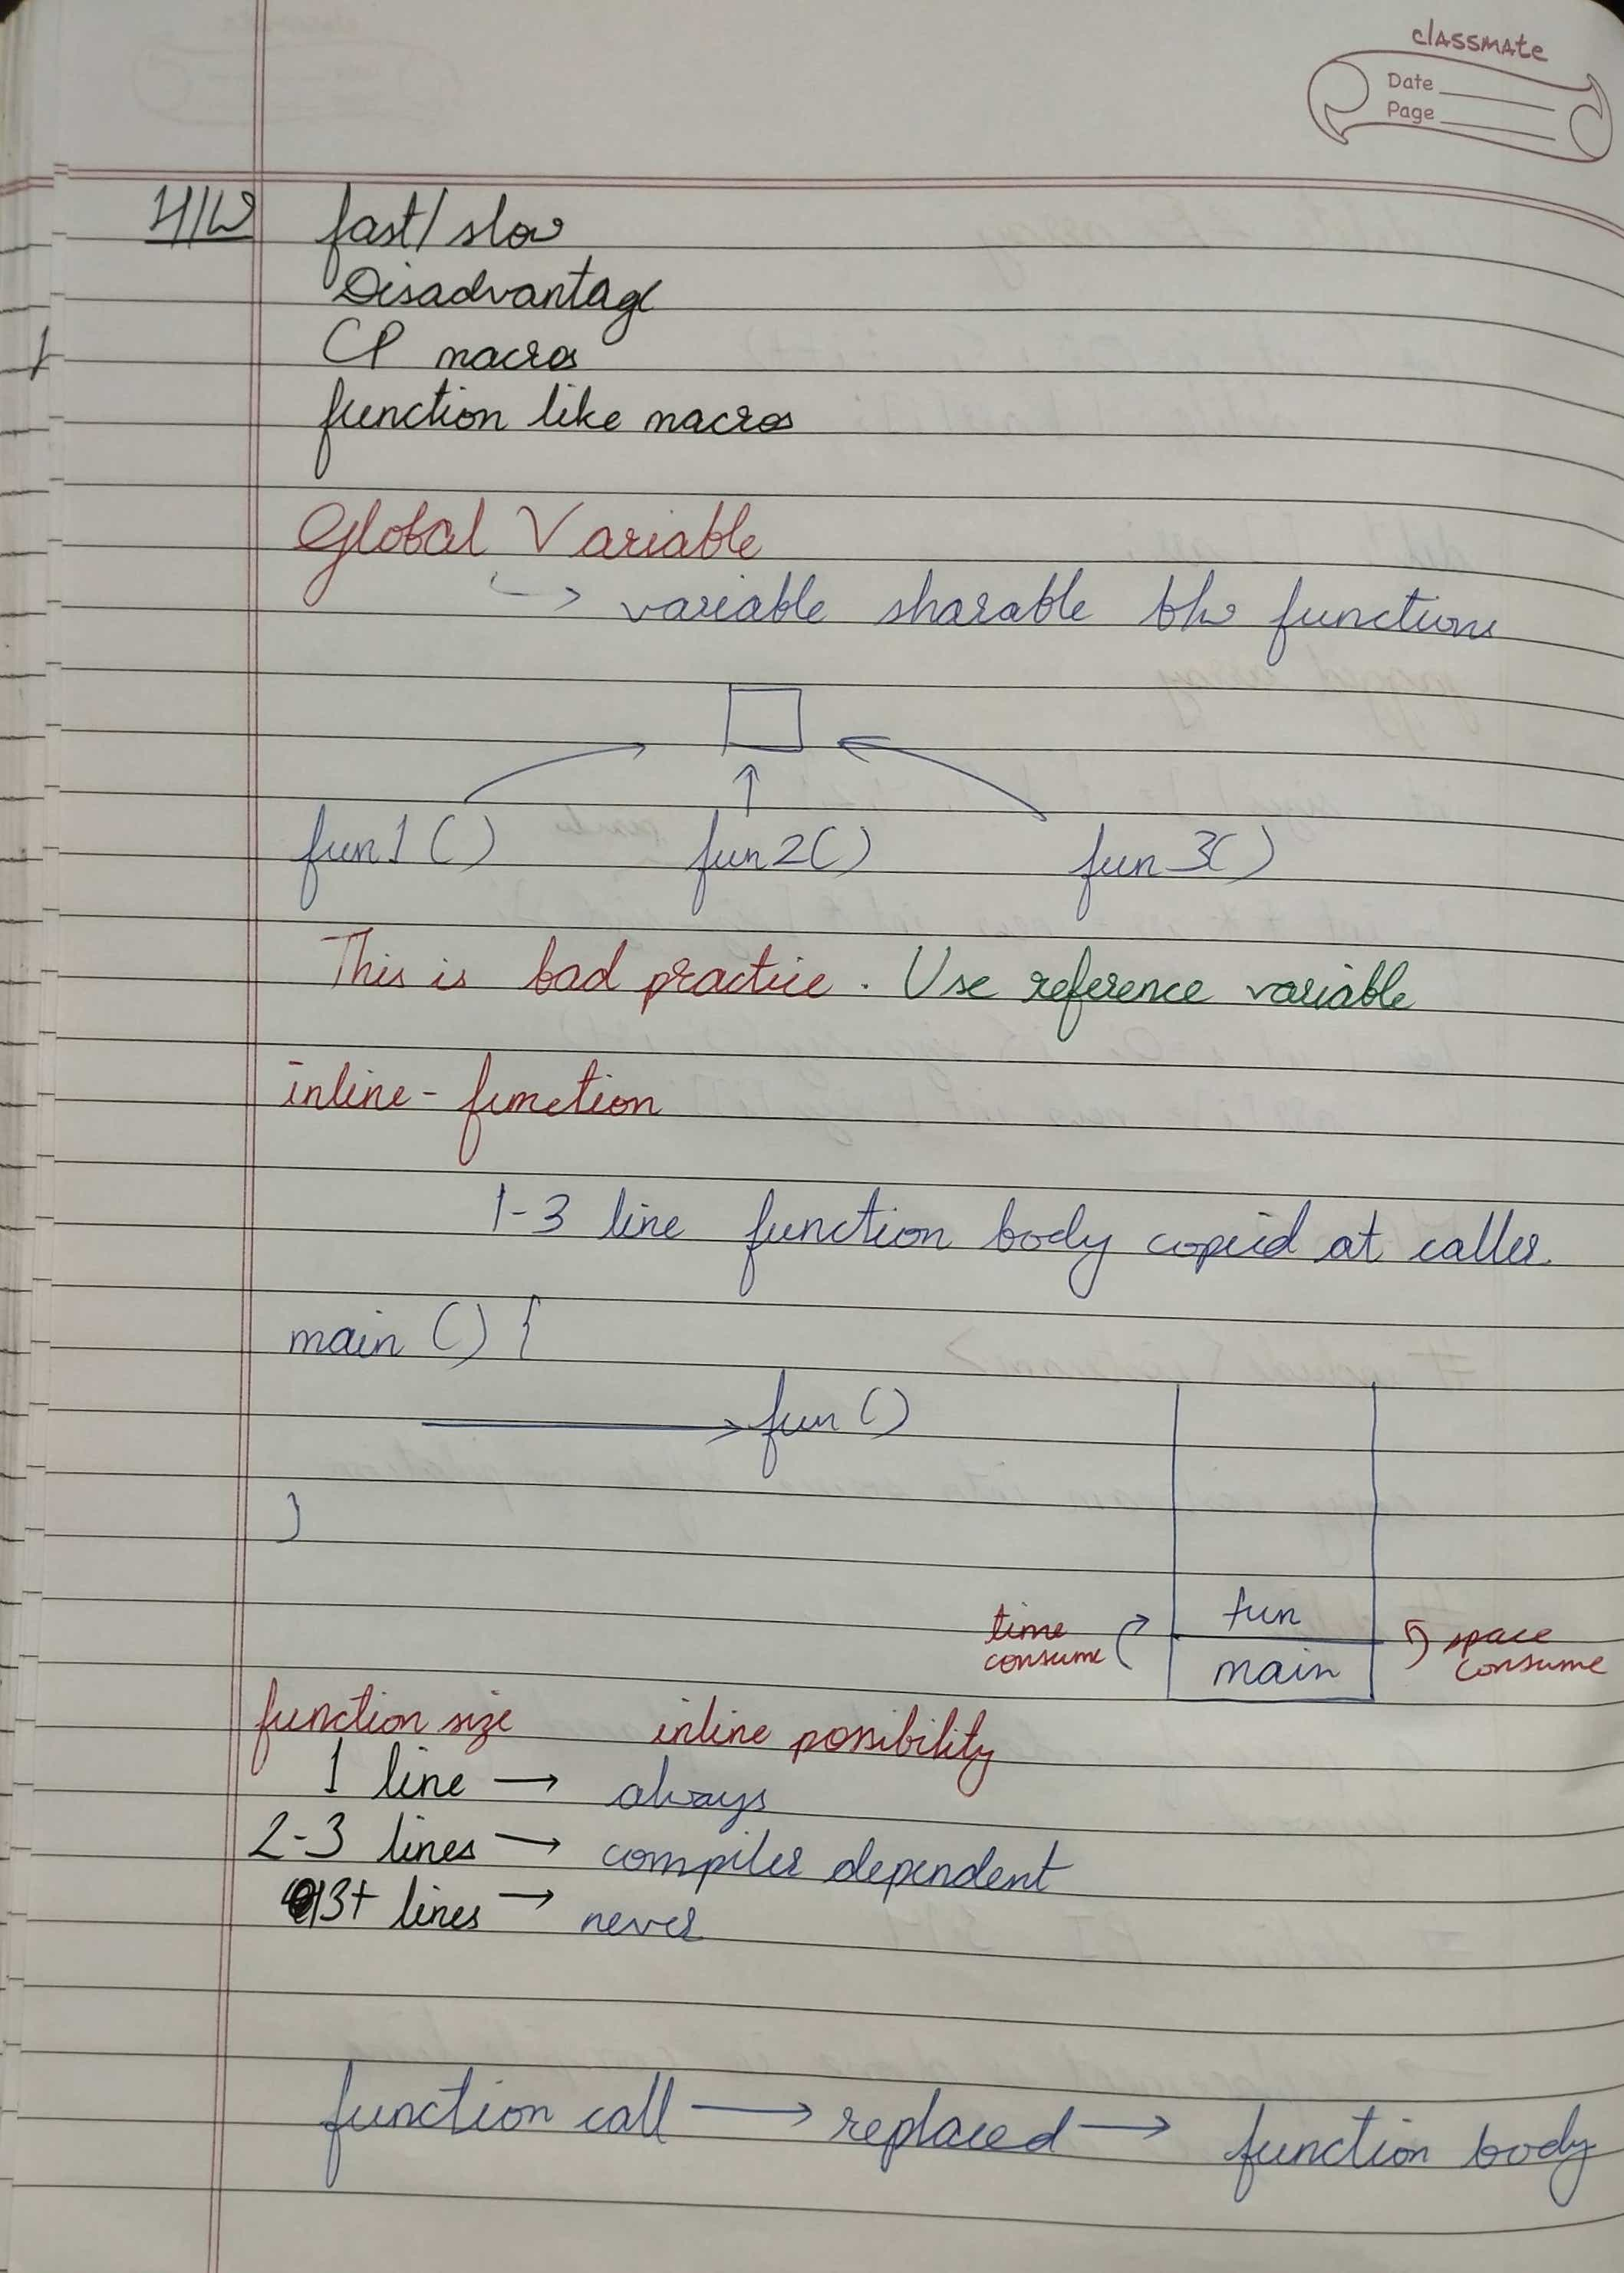 classmate
Date
Page
H/W fast/slow
Disadvantage
CP macros
function like macros
Global Variable
→ variable sharable btw functions
fun1 () fun2() fun3()
This is bad practice. Use reference variable
inline-function
1-3 line function body copied at caller.
main () {
fun ()
}
time consume
fun
main
space consume
function size inline possibility
1 line → always
2-3 lines → compiler dependent
3+ lines → never
function call → replaced → function body